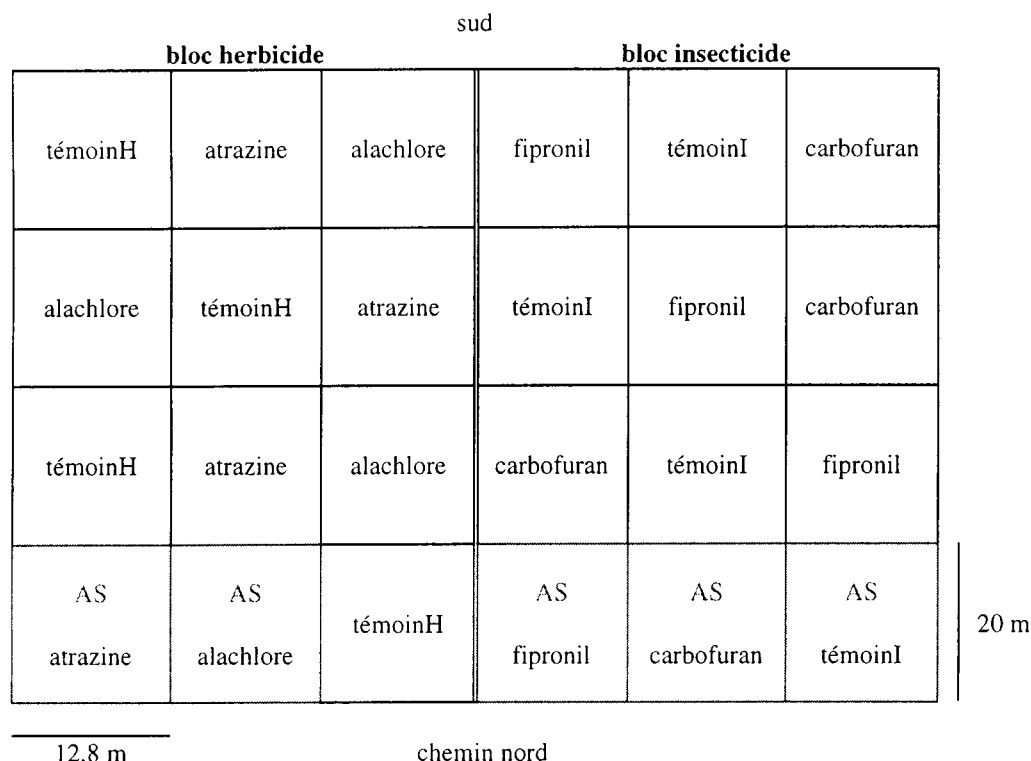 sud
bloc herbicide bloc insecticide
témoinH atrazine alachlore fipronil témoinI carbofuran
alachlore témoinH atrazine témoinI fipronil carbofuran
témoinH atrazine alachlore carbofuran témoinI fipronil
AS AS AS AS AS
témoinH
20 m
atrazine alachlore fipronil carbofuran témoinI
12,8 m chemin nord